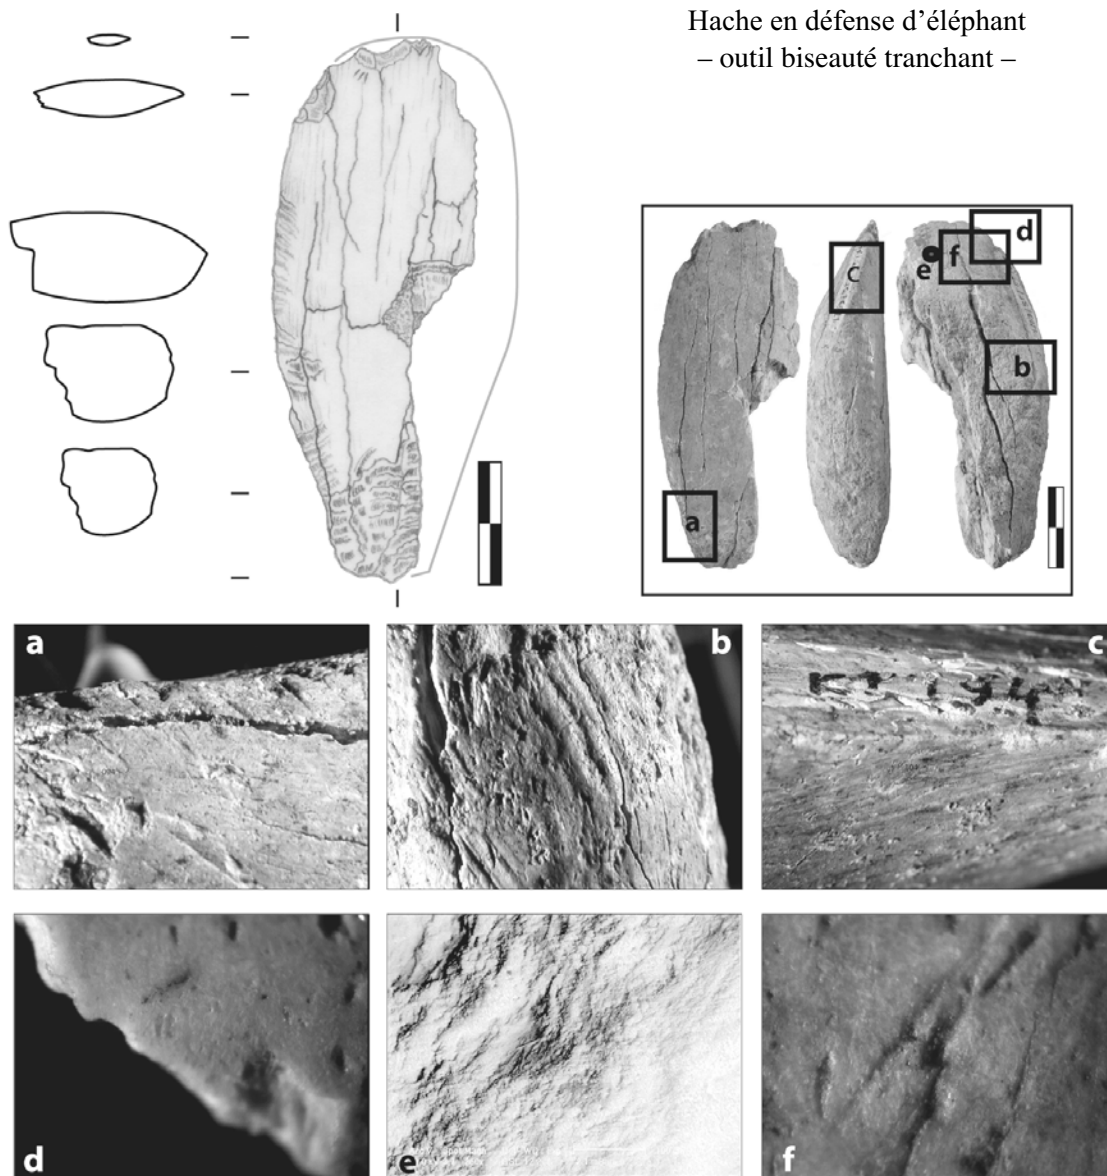 Hache en défense d’éléphant
– outil biseauté tranchant –
d
f
e
c
b
a
a
b
c
d
e
f